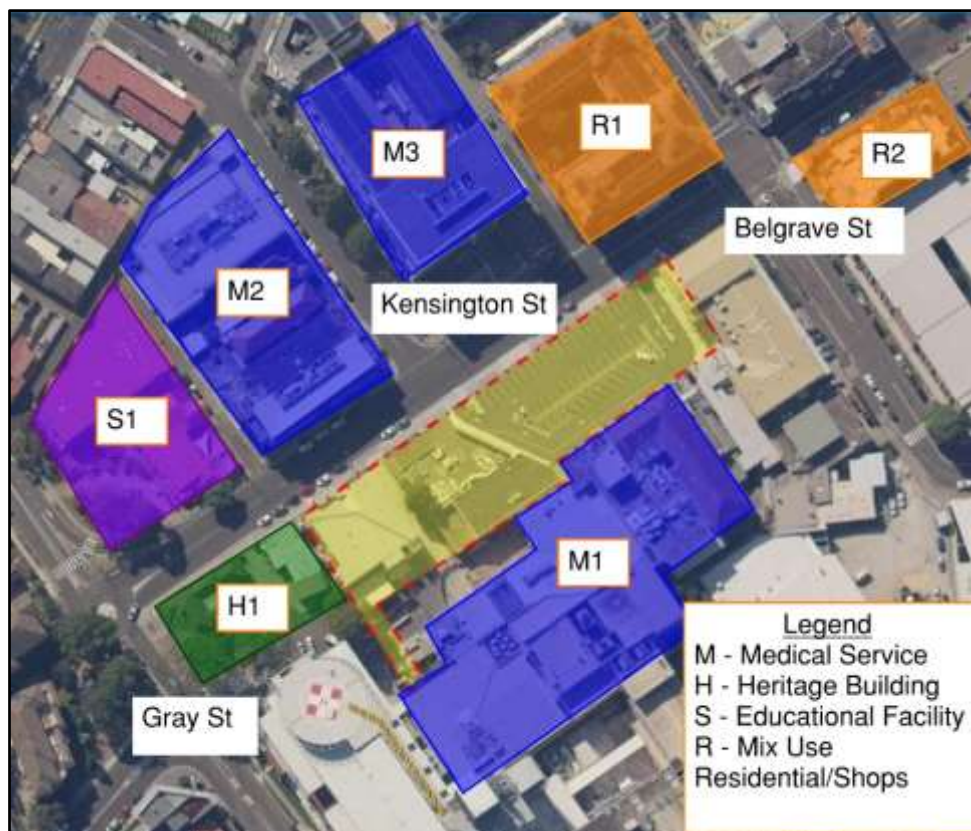 M3
R1
R2
Belgrave St
M2
Kensington St
S1
M1
H1
Gray St
Legend
M - Medical Service
H - Heritage Building
S - Educational Facility
R - Mix Use
Residential/Shops